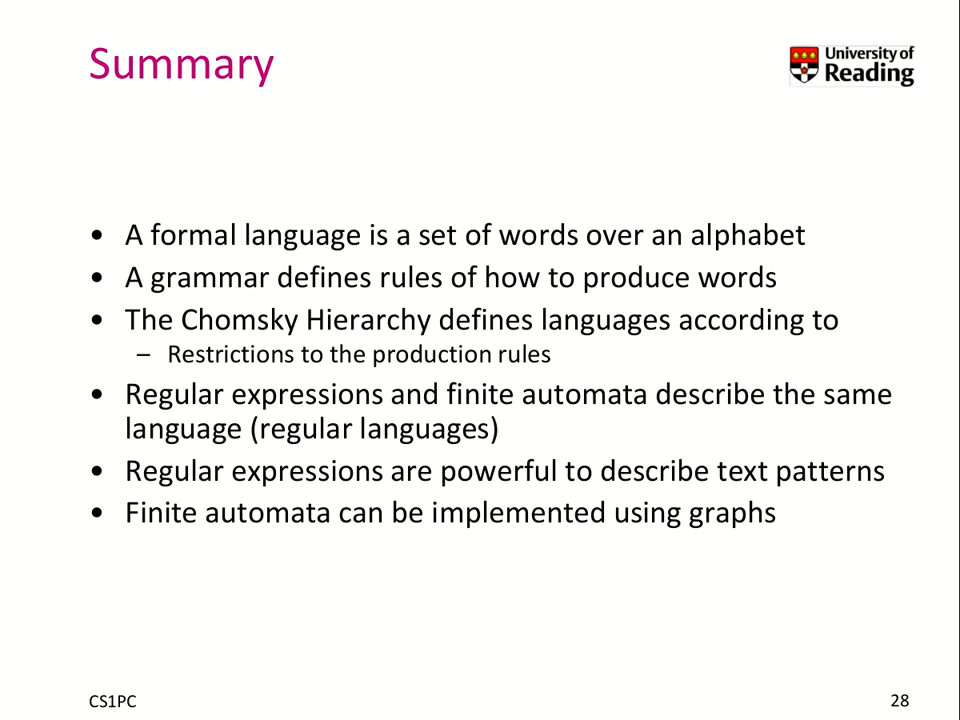 Summary
University of
Reading
• A formal language is a set of words over an alphabet
• A grammar defines rules of how to produce words
• The Chomsky Hierarchy defines languages according to
– Restrictions to the production rules
• Regular expressions and finite automata describe the same
language (regular languages)
• Regular expressions are powerful to describe text patterns
• Finite automata can be implemented using graphs
CS1PC
28